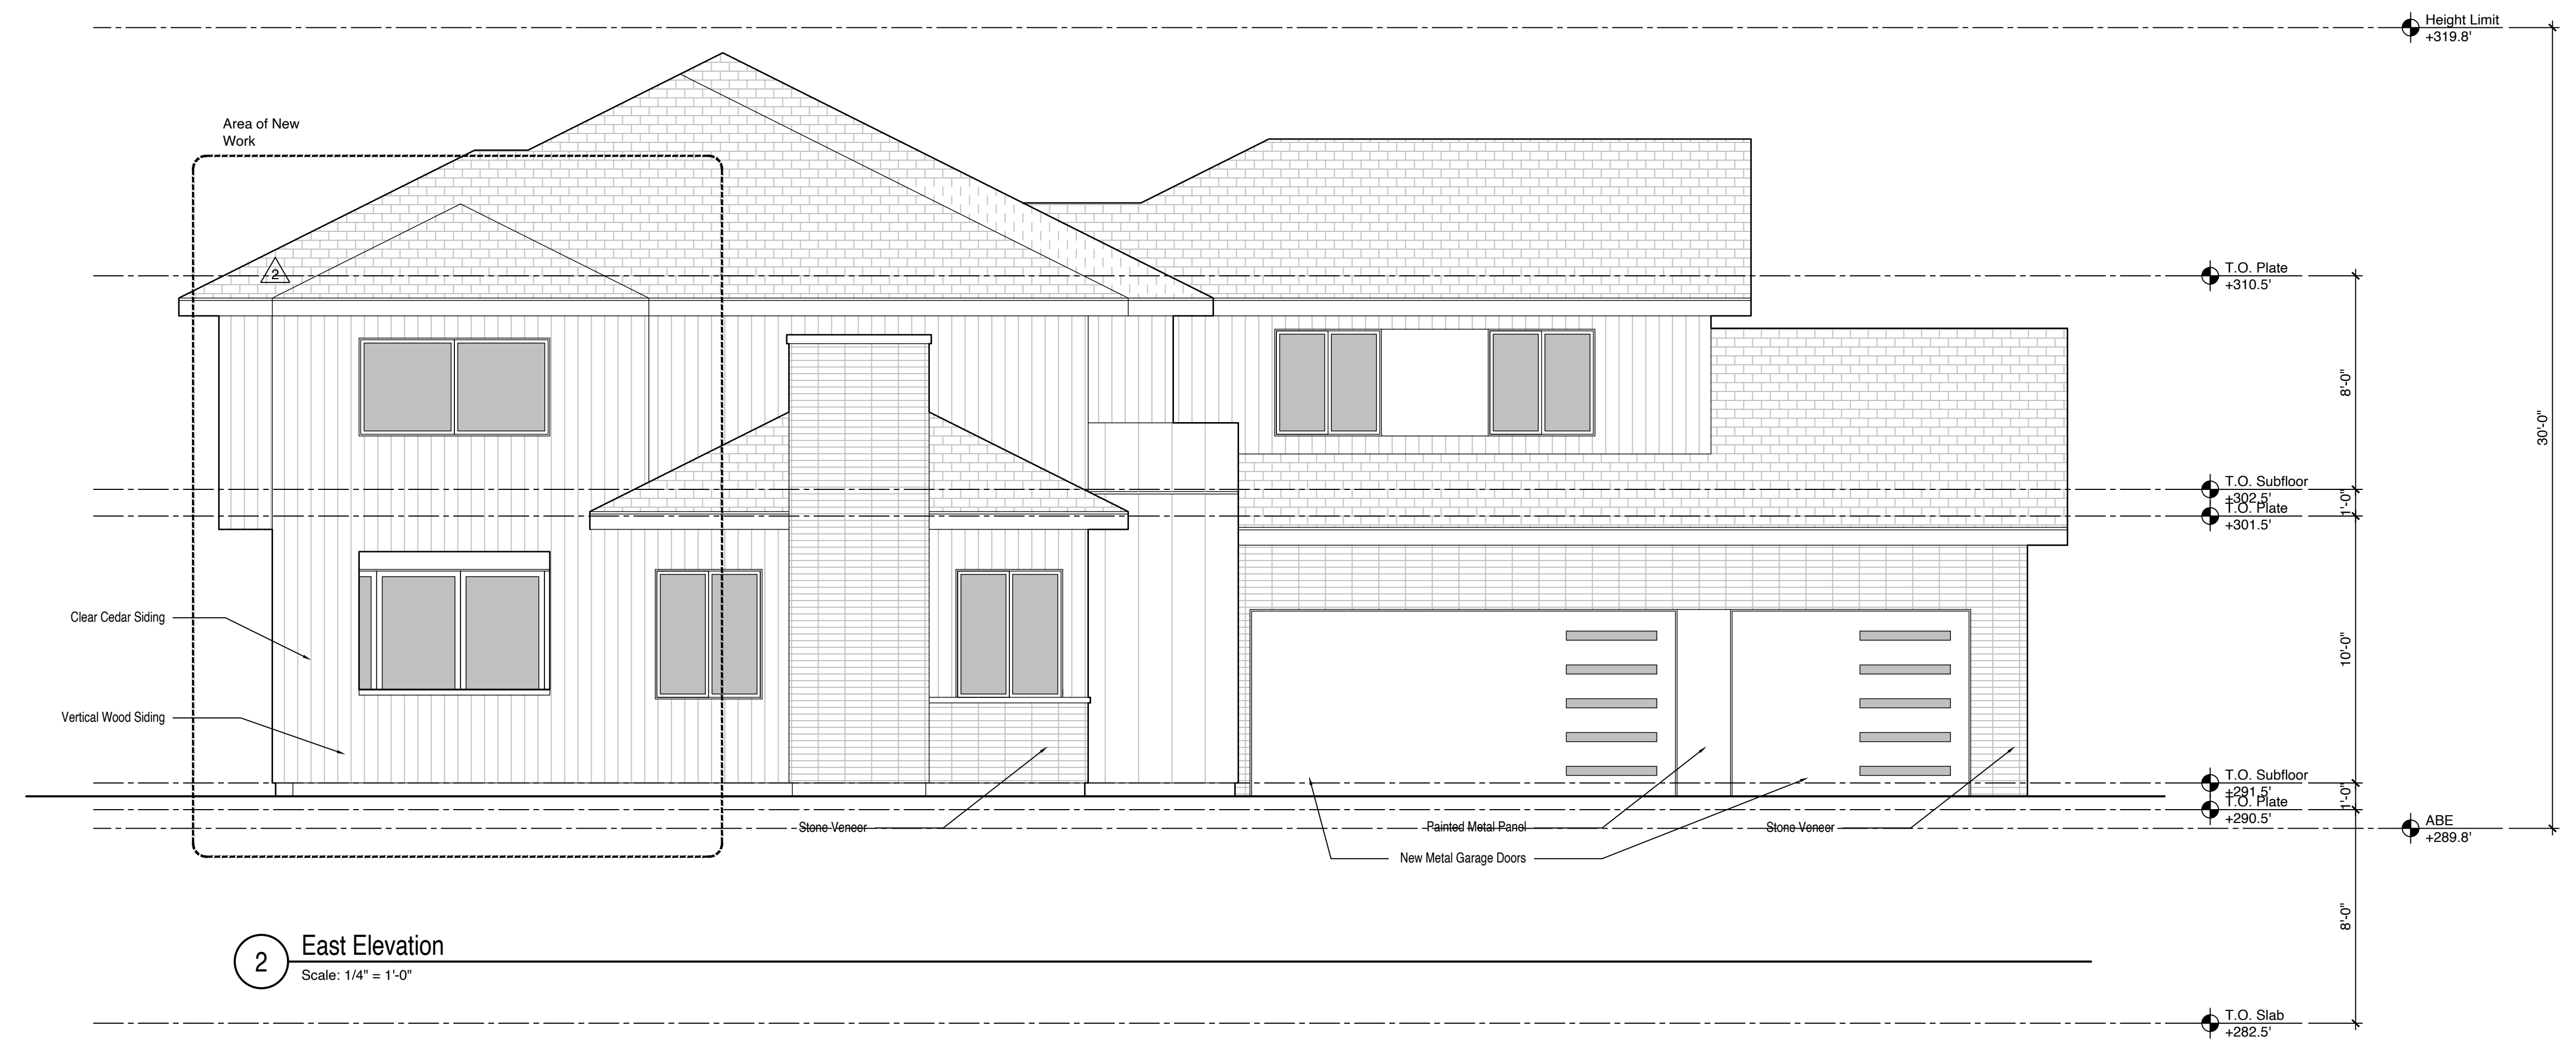 Height Limit
+319.8'
Area of New
Work
2
T.O. Plate
+310.5'
8'-0"
30'-0"
T.O. Subfloor
+302.5'
1'-0"
T.O. Plate
+301.5'
Clear Cedar Siding
10'-0"
Vertical Wood Siding
T.O. Subfloor
+291.5'
1'-0"
T.O. Plate
+290.5'
Stone Veneer
Painted Metal Panel
Stone Veneer
ABE
+289.8'
New Metal Garage Doors
8'-0"
2
East Elevation
Scale: 1/4" = 1'-0"
T.O. Slab
+282.5'